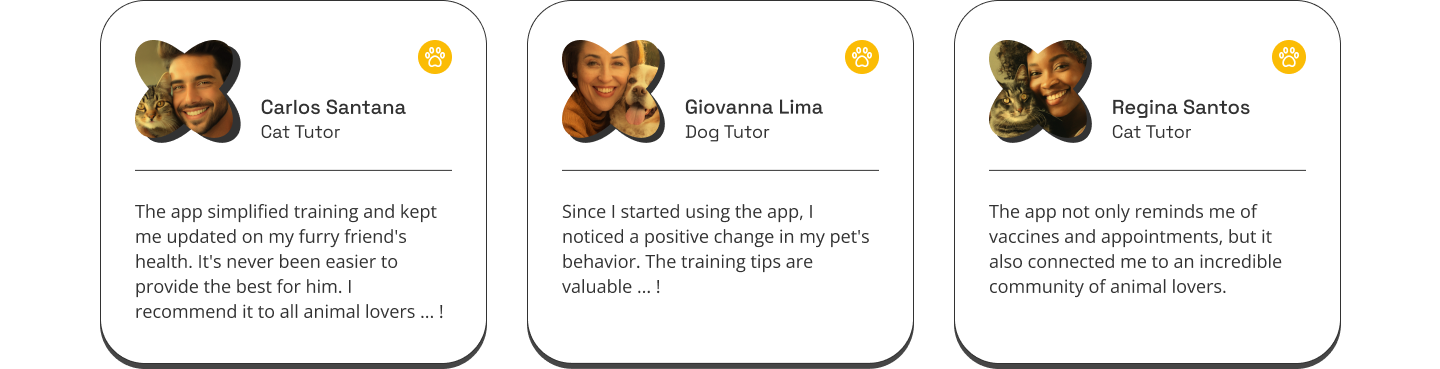 Carlos Santana
Cat Tutor
The app simplified training and kept
me updated on my furry friend's
health. It's never been easier to
provide the best for him. I
recommend it to all animal lovers ... !
Giovanna Lima
Dog Tutor
Since I started using the app, I
noticed a positive change in my pet's
behavior. The training tips are
valuable ... !
Regina Santos
Cat Tutor
The app not only reminds me of
vaccines and appointments, but it
also connected me to an incredible
community of animal lovers.